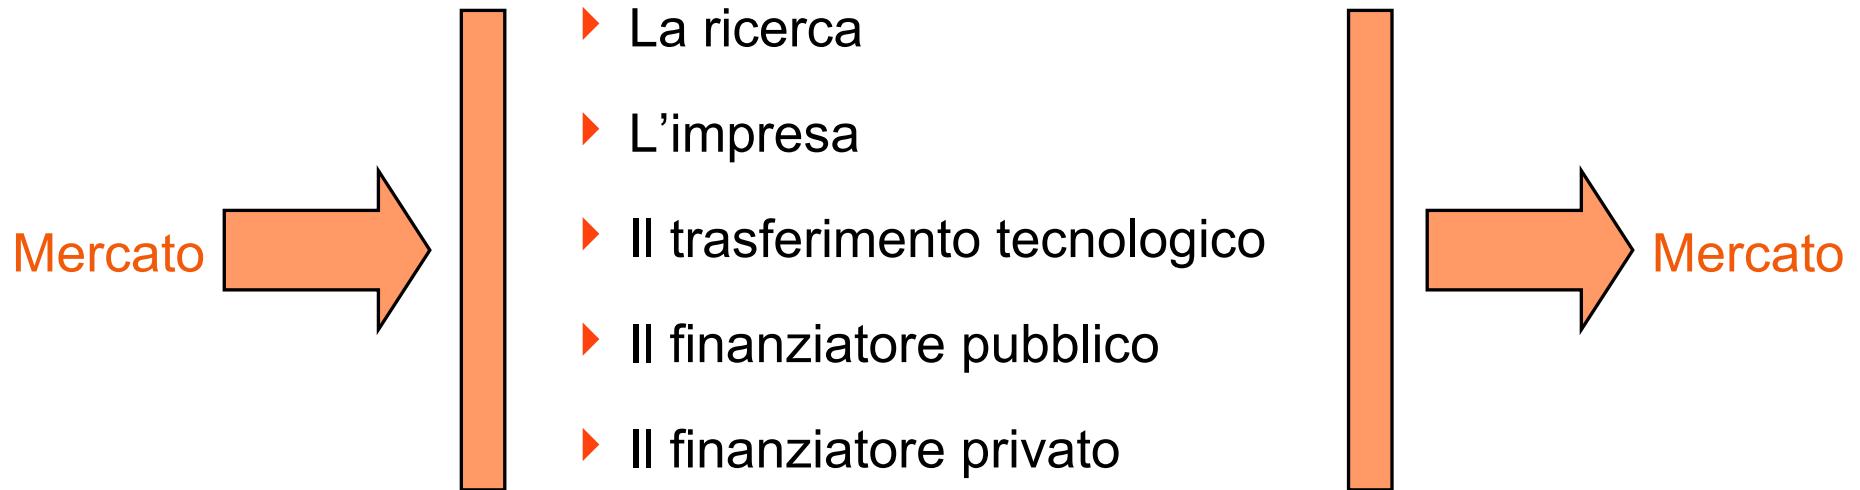 La ricerca
L’impresa
Mercato
Il trasferimento tecnologico
Mercato
Il finanziatore pubblico
Il finanziatore privato